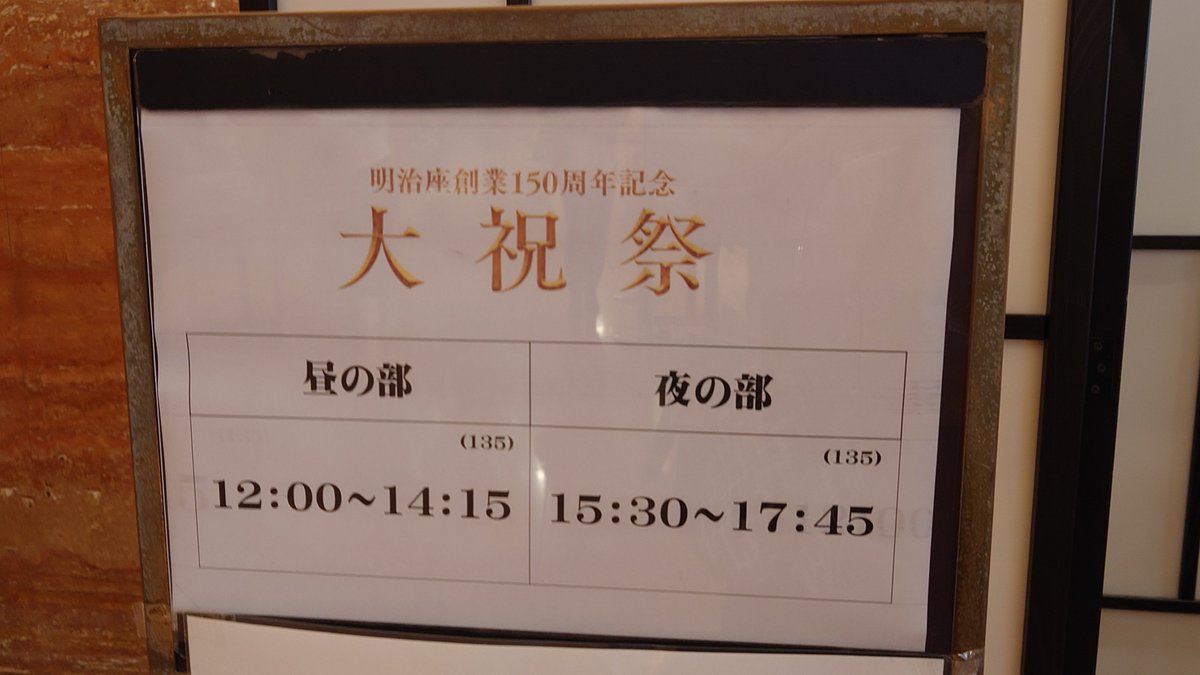 明治座創業150周年記念
大祝祭
昼の部
夜の部
(135)
12:00~14:15
(135)
15:30~17:45